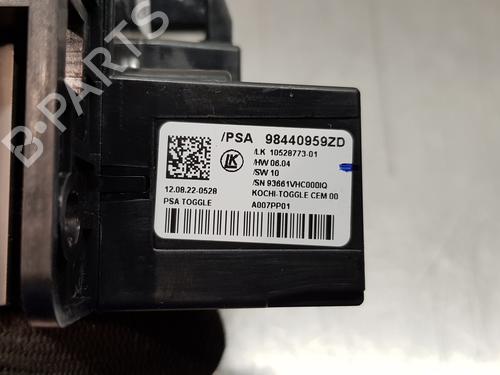 /PSA 98440959ZD
LK
/LK 10528773-01
/HW 06.04
/SW 10
/SN 93661VHC000IQ
12.08.22-0528 KOCHI-TOGGLE CEM 00
PSA TOGGLE A007PP01
B-PARTS